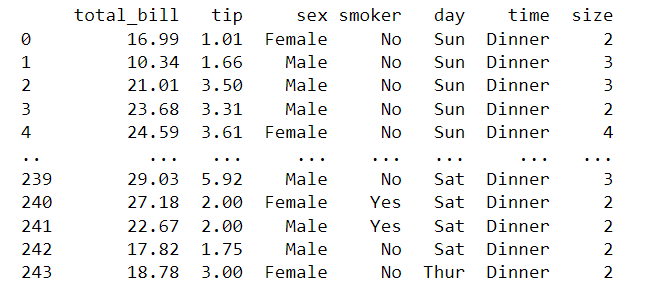 total_bill tip sex smoker day time size
0 16.99 1.01 Female No Sun Dinner 2
1 10.34 1.66 Male No Sun Dinner 3
2 21.01 3.50 Male No Sun Dinner 3
3 23.68 3.31 Male No Sun Dinner 2
4 24.59 3.61 Female No Sun Dinner 4
.. ... ... ... ... ... ... ...
239 29.03 5.92 Male No Sat Dinner 3
240 27.18 2.00 Female Yes Sat Dinner 2
241 22.67 2.00 Male Yes Sat Dinner 2
242 17.82 1.75 Male No Sat Dinner 2
243 18.78 3.00 Female No Thur Dinner 2